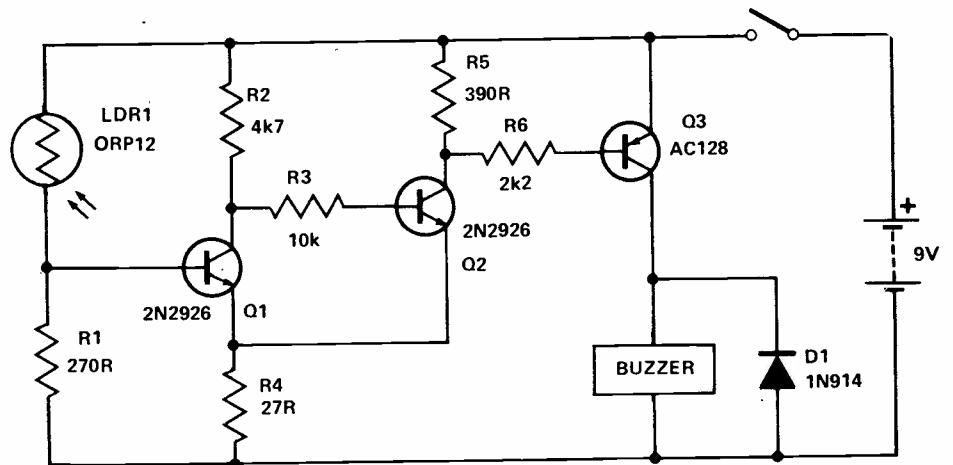 LDR1
ORP12
R1
270R
R2
4k7
R3
10k
2N2926
Q1
R4
27R
R5
390R
R6
2k2
2N2926
Q2
Q3
AC128
BUZZER
D1
1N914
+
9V